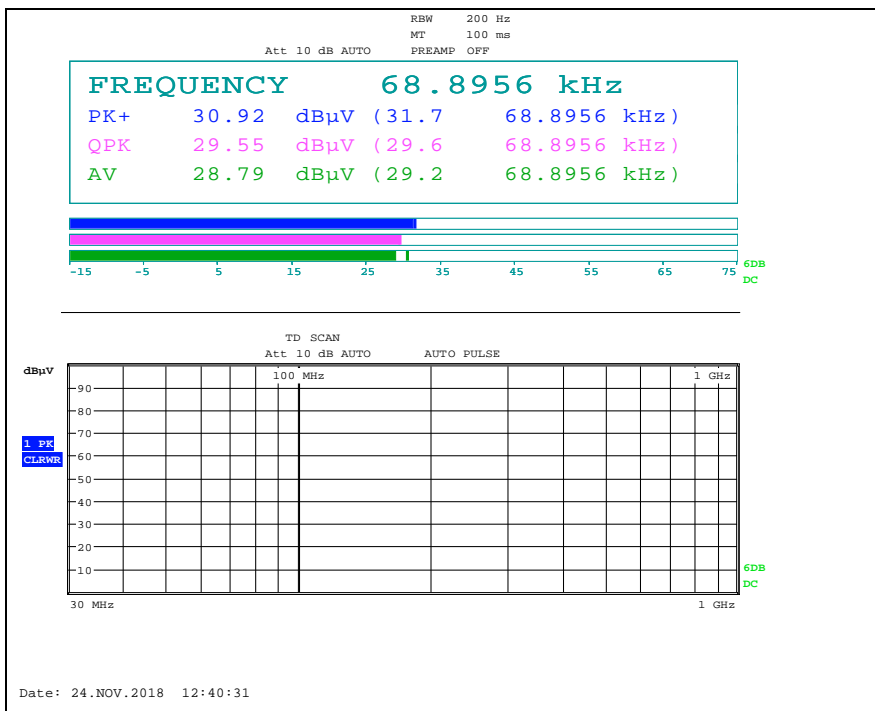 RBW 200 Hz
MT 100 ms
Att 10 dB AUTO PREAMP OFF
FREQUENCY 68.8956 kHz
PK+ 30.92 dBµV (31.7 68.8956 kHz)
QPK 29.55 dBµV (29.6 68.8956 kHz)
AV 28.79 dBµV (29.2 68.8956 kHz)
-15 -5 5 15 25 35 45 55 65 75
6DB
DC
TD SCAN
Att 10 dB AUTO AUTO PULSE
dBµV
100 MHz 1 GHz
90
80
70
1 PK
CLRWR
60
50
40
30
20
10
6DB
DC
30 MHz 1 GHz
Date: 24.NOV.2018 12:40:31